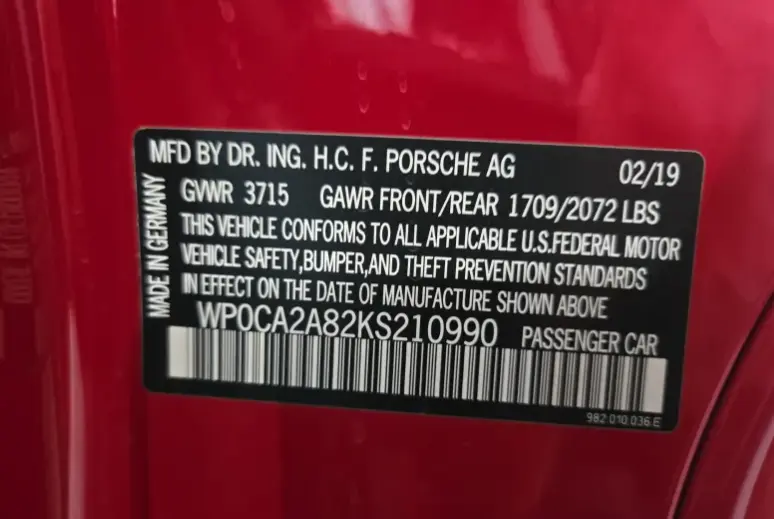 MFD BY DR. ING. H.C. F. PORSCHE AG 02/19
GVWR 3715 GAWR FRONT/REAR 1709/2072 LBS
THIS VEHICLE CONFORMS TO ALL APPLICABLE U.S.FEDERAL MOTOR
VEHICLE SAFETY,BUMPER,AND THEFT PREVENTION STANDARDS
IN EFFECT ON THE DATE OF MANUFACTURE SHOWN ABOVE
WP0CA2A82KS210990 PASSENGER CAR
982 010 036 E
MADE IN GERMANY